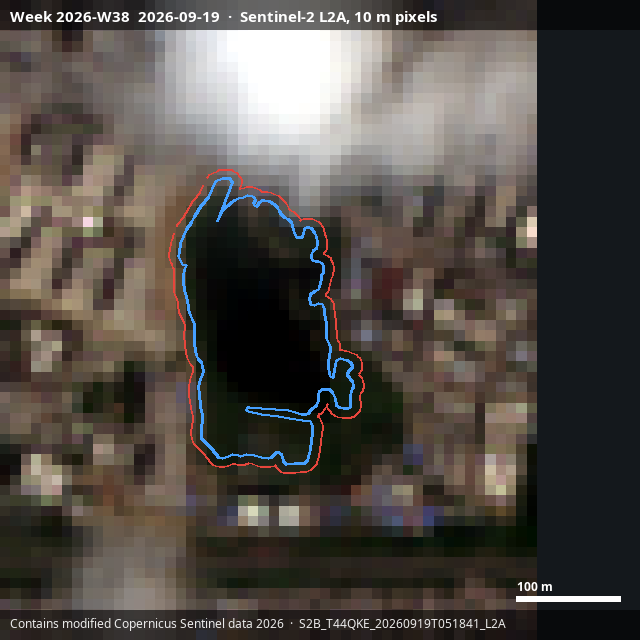 Week 2026-W38 2026-09-19 · Sentinel-2 L2A, 10 m pixels
100 m
Contains modified Copernicus Sentinel data 2026 · S2B_T44QKE_20260919T051841_L2A